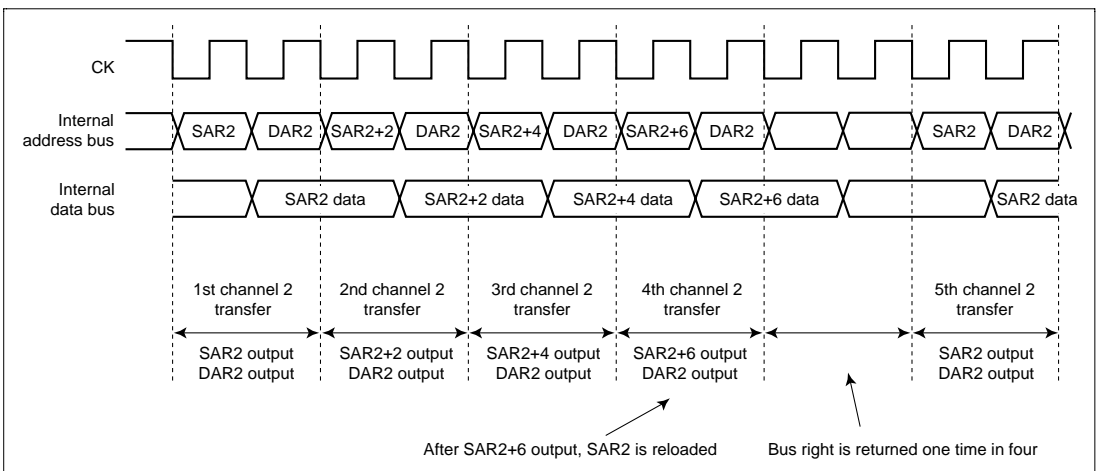 CK
Internal
address bus
SAR2 DAR2 SAR2+2 DAR2 SAR2+4 DAR2 SAR2+6 DAR2 SAR2 DAR2
Internal
data bus
SAR2 data SAR2+2 data SAR2+4 data SAR2+6 data SAR2 data
1st channel 2
transfer
2nd channel 2
transfer
3rd channel 2
transfer
4th channel 2
transfer
5th channel 2
transfer
SAR2 output
DAR2 output
SAR2+2 output
DAR2 output
SAR2+4 output
DAR2 output
SAR2+6 output
DAR2 output
SAR2 output
DAR2 output
After SAR2+6 output, SAR2 is reloaded
Bus right is returned one time in four